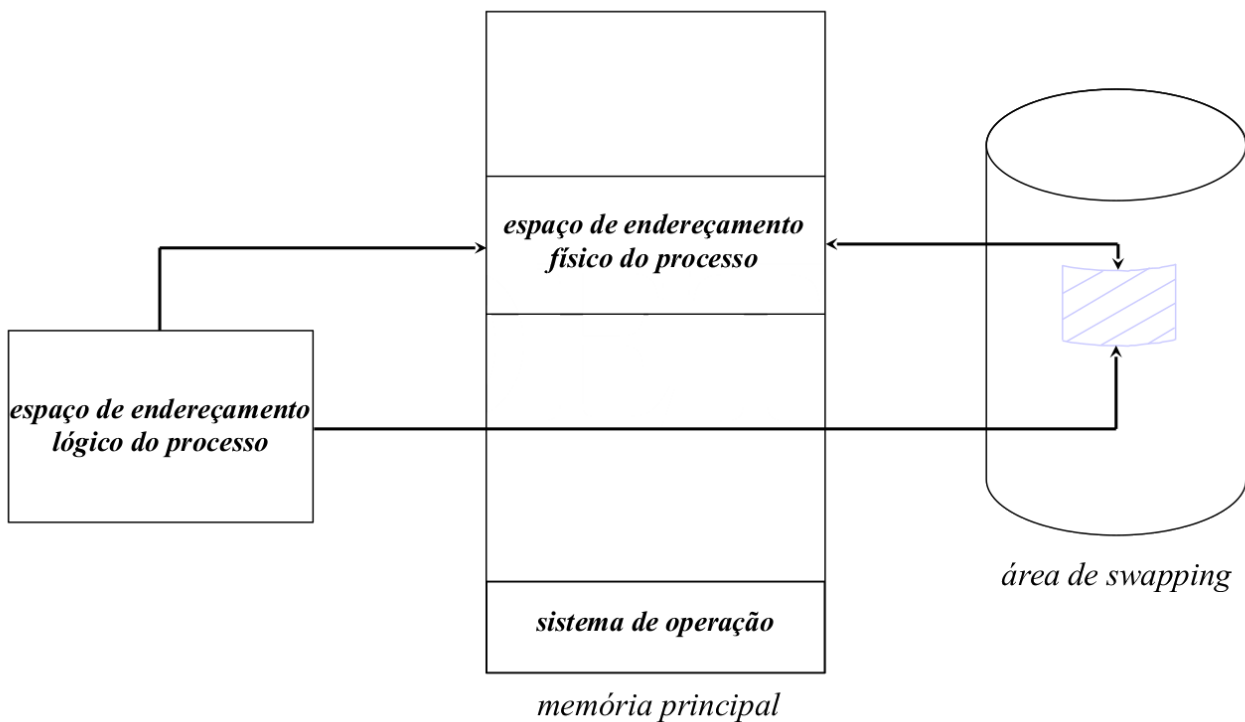 espaço de endereçamento
físico do processo
espaço de endereçamento
lógico do processo
área de swapping
sistema de operação
memória principal